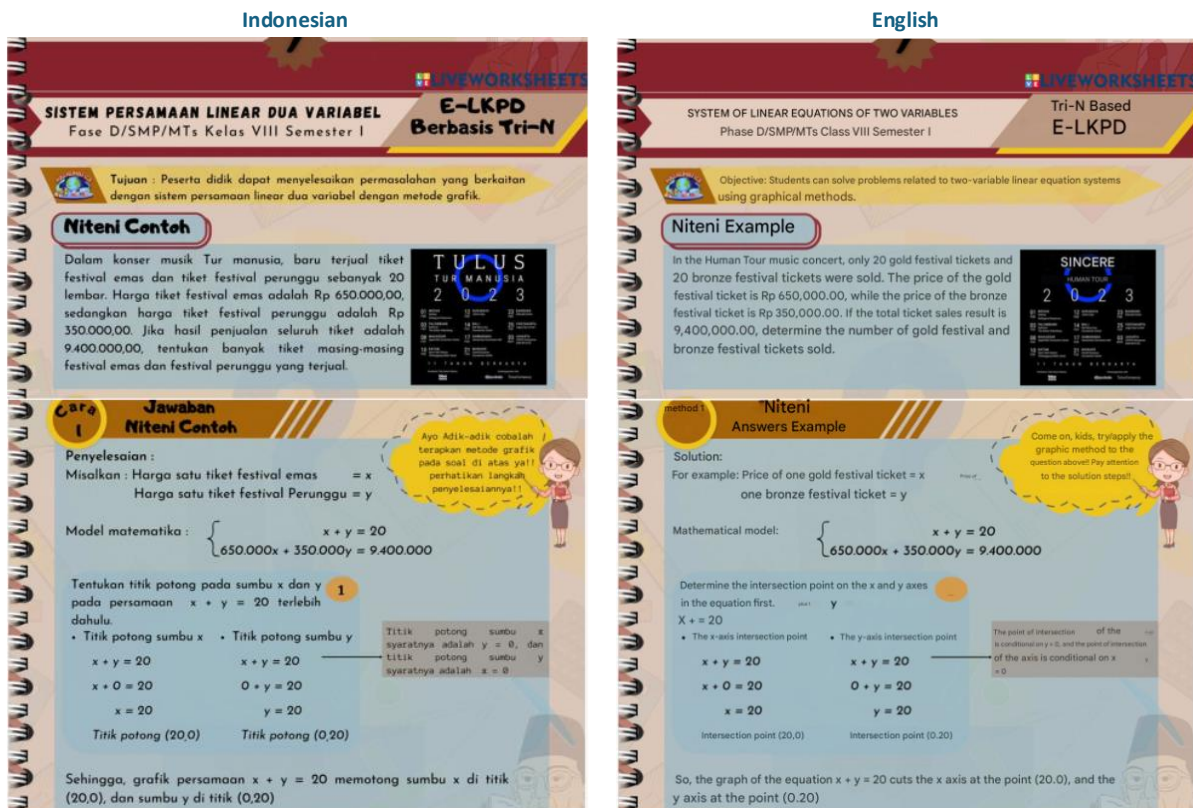 Indonesian
LIVEWORKSHEETS
SISTEM PERSAMAAN LINEAR DUA VARIABEL
Fase D/SMP/MTs Kelas VIII Semester I
E-LKPD
Berbasis Tri-N
Tujuan : Peserta didik dapat menyelesaikan permasalahan yang berkaitan
dengan sistem persamaan linear dua variabel dengan metode grafik.
Niteni Contoh
Dalam konser musik Tur manusia, baru terjual tiket
festival emas dan tiket festival perunggu sebanyak 20
lembar. Harga tiket festival emas adalah Rp 650.000,00,
sedangkan harga tiket festival perunggu adalah Rp
350.000,00. Jika hasil penjualan seluruh tiket adalah
9.400.000,00, tentukan banyak tiket masing-masing
festival emas dan festival perunggu yang terjual.
TULUS
TUR MANUSIA
2023
Cara
1
Jawaban
Niteni Contoh
Penyelesaian :
Misalkan : Harga satu tiket festival emas = x
Harga satu tiket festival Perunggu = y
Ayo Adik-adik cobalah
terapkan metode grafik
pada soal di atas ya!!
perhatikan langkah
penyelesaiannya!!
Model matematika :
x + y = 20
650.000x + 350.000y = 9.400.000
Tentukan titik potong pada sumbu x dan y
pada persamaan x + y = 20 terlebih
dahulu.
1
• Titik potong sumbu x • Titik potong sumbu y
x + y = 20 x + y = 20
x + 0 = 20 0 + y = 20
x = 20 y = 20
Titik potong (20,0) Titik potong (0,20)
Titik potong sumbu x
syaratnya adalah y = 0, dan
titik potong sumbu y
syaratnya adalah x = 0
Sehingga, grafik persamaan x + y = 20 memotong sumbu x di titik
(20,0), dan sumbu y di titik (0,20)
English
LIVEWORKSHEETS
SYSTEM OF LINEAR EQUATIONS OF TWO VARIABLES
Phase D/SMP/MTs Class VIII Semester I
Tri-N Based
E-LKPD
Objective: Students can solve problems related to two-variable linear equation systems
using graphical methods.
Niteni Example
In the Human Tour music concert, only 20 gold festival tickets and
20 bronze festival tickets were sold. The price of the gold
festival ticket is Rp 650,000.00, while the price of the bronze
festival ticket is Rp 350,000.00. If the total ticket sales result is
9,400,000.00, determine the number of gold festival and
bronze festival tickets sold.
SINCERE
HUMAN TOUR
2023
method 1
"Niteni
Answers Example
Solution:
For example: Price of one gold festival ticket = x
one bronze festival ticket = y
Come on, kids, try/apply the
graphic method to the
question above!! Pay attention
to the solution steps!!
Mathematical model:
x + y = 20
650.000x + 350.000y = 9.400.000
Determine the intersection point on the x and y axes
in the equation first. y
X + = 20
• The x-axis intersection point • The y-axis intersection point
x + y = 20 x + y = 20
x + 0 = 20 0 + y = 20
x = 20 y = 20
Intersection point (20,0) Intersection point (0.20)
The point of intersection of the
is conditional on y = 0, and the point of intersection
of the axis is conditional on x
= 0
So, the graph of the equation x + y = 20 cuts the x axis at the point (20.0), and the
y axis at the point (0.20)